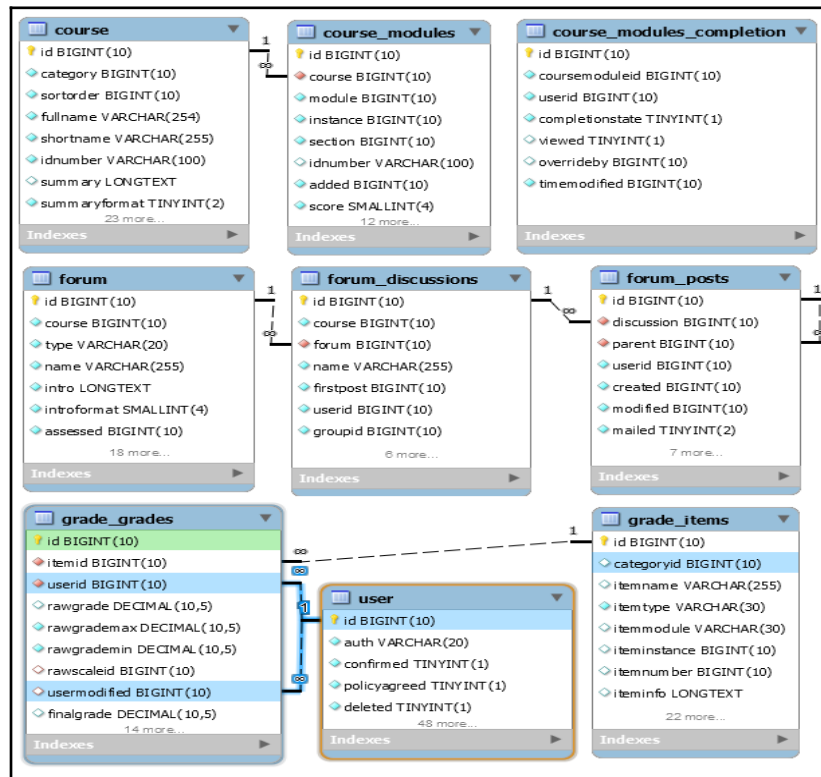 course
id BIGINT(10)
category BIGINT(10)
sortorder BIGINT(10)
fullname VARCHAR(254)
shortname VARCHAR(255)
idnumber VARCHAR(100)
summary LONGTEXT
summaryformat TINYINT(2)
23 more...
Indexes
1
∞
course_modules
id BIGINT(10)
course BIGINT(10)
module BIGINT(10)
instance BIGINT(10)
section BIGINT(10)
idnumber VARCHAR(100)
added BIGINT(10)
score SMALLINT(4)
12 more...
Indexes
course_modules_completion
id BIGINT(10)
coursemoduleid BIGINT(10)
userid BIGINT(10)
completionstate TINYINT(1)
viewed TINYINT(1)
overrideby BIGINT(10)
timemodified BIGINT(10)
Indexes
forum
id BIGINT(10)
course BIGINT(10)
type VARCHAR(20)
name VARCHAR(255)
intro LONGTEXT
introformat SMALLINT(4)
assessed BIGINT(10)
18 more...
Indexes
1
∞
forum_discussions
id BIGINT(10)
course BIGINT(10)
forum BIGINT(10)
name VARCHAR(255)
firstpost BIGINT(10)
userid BIGINT(10)
groupid BIGINT(10)
6 more...
Indexes
1
∞
forum_posts
id BIGINT(10)
discussion BIGINT(10)
parent BIGINT(10)
userid BIGINT(10)
created BIGINT(10)
modified BIGINT(10)
mailed TINYINT(2)
7 more...
Indexes
1
grade_grades
id BIGINT(10)
itemid BIGINT(10)
userid BIGINT(10)
rawgrade DECIMAL(10,5)
rawgrademax DECIMAL(10,5)
rawgrademin DECIMAL(10,5)
rawscaleid BIGINT(10)
usermodified BIGINT(10)
finalgrade DECIMAL(10,5)
14 more...
Indexes
∞
∞
1
∞
user
id BIGINT(10)
auth VARCHAR(20)
confirmed TINYINT(1)
policyagreed TINYINT(1)
deleted TINYINT(1)
48 more...
Indexes
1
grade_items
id BIGINT(10)
categoryid BIGINT(10)
itemname VARCHAR(255)
itemtype VARCHAR(30)
itemmodule VARCHAR(30)
iteminstance BIGINT(10)
itemnumber BIGINT(10)
iteminfo LONGTEXT
22 more...
Indexes